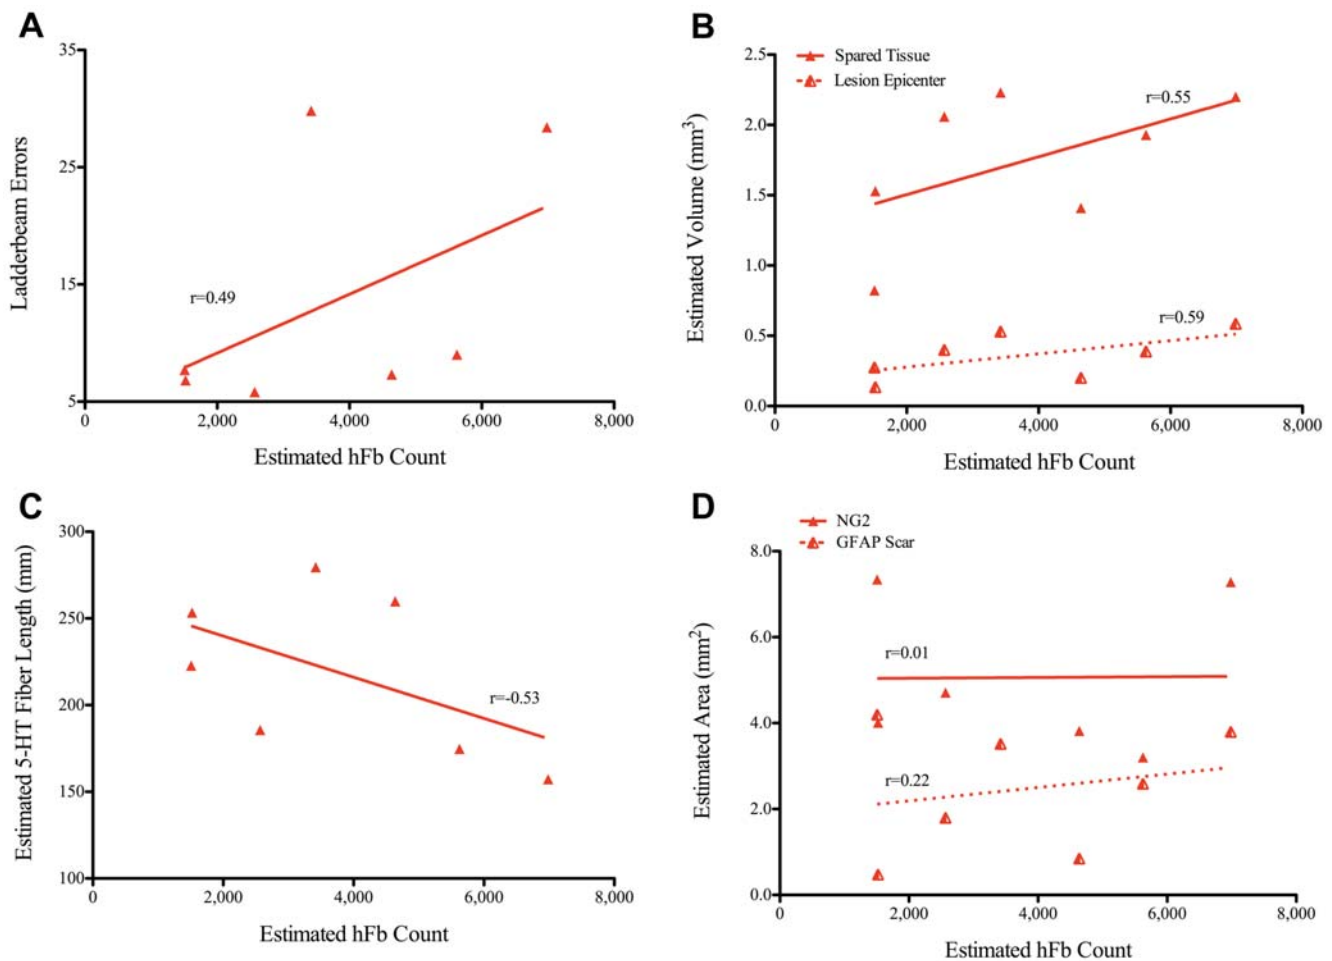 A
35
25
15
5
0
2,000
4,000
6,000
8,000
Ladderbeam Errors
r=0.49
Estimated hFb Count
B
Spared Tissue
Lesion Epicenter
2.5
2.0
1.5
1.0
0.5
0.0
0
2,000
4,000
6,000
8,000
Estimated Volume (mm³)
r=0.55
r=0.59
Estimated hFb Count
C
300
250
200
150
100
0
2,000
4,000
6,000
8,000
Estimated 5-HT Fiber Length (mm)
r=-0.53
Estimated hFb Count
D
NG2
GFAP Scar
8.0
6.0
4.0
2.0
0.0
0
2,000
4,000
6,000
8,000
Estimated Area (mm²)
r=0.01
r=0.22
Estimated hFb Count